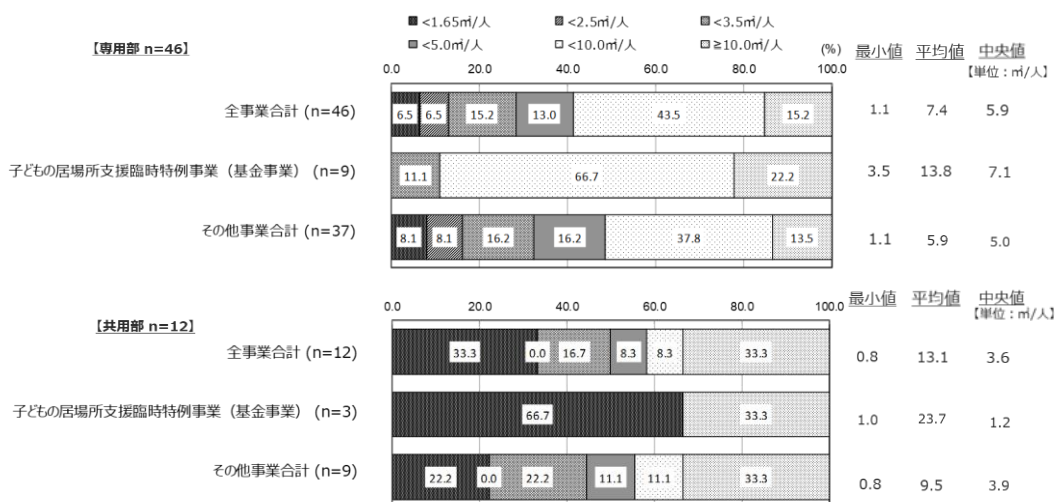 <1.65㎡/人 <2.5㎡/人 <3.5㎡/人
<5.0㎡/人 <10.0㎡/人 ≧10.0㎡/人
【専用部 n=46】
(%) 最小値 平均値 中央値
0.0 20.0 40.0 60.0 80.0 100.0 【単位：㎡/人】
全事業合計 (n=46) 6.5 6.5 15.2 13.0 43.5 15.2 1.1 7.4 5.9
子どもの居場所支援臨時特例事業（基金事業） (n=9) 11.1 66.7 22.2 3.5 13.8 7.1
その他事業合計 (n=37) 8.1 8.1 16.2 16.2 37.8 13.5 1.1 5.9 5.0
【共用部 n=12】
0.0 20.0 40.0 60.0 80.0 100.0 最小値 平均値 中央値
【単位：㎡/人】
全事業合計 (n=12) 33.3 0.0 16.7 8.3 8.3 33.3 0.8 13.1 3.6
子どもの居場所支援臨時特例事業（基金事業） (n=3) 66.7 33.3 1.0 23.7 1.2
その他事業合計 (n=9) 22.2 0.0 22.2 11.1 11.1 33.3 0.8 9.5 3.9